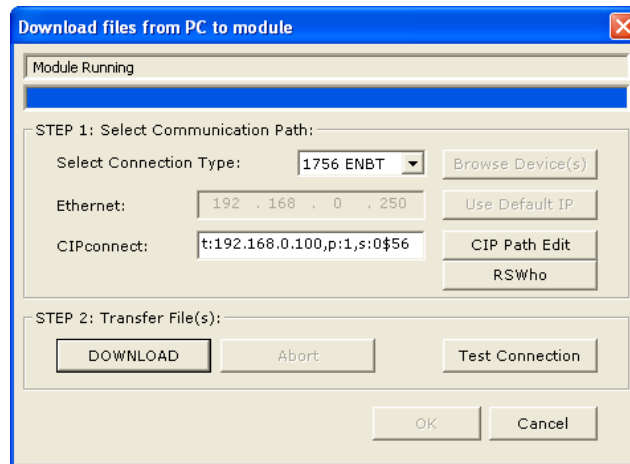 Download files from PC to module
Module Running
STEP 1: Select Communication Path:
Select Connection Type: 1756 ENBT Browse Device(s)
Ethernet: 192 . 168 . 0 . 250 Use Default IP
CIPconnect: t:192.168.0.100,p:1,s:0$56 CIP Path Edit
RSWho
STEP 2: Transfer File(s):
DOWNLOAD Abort Test Connection
OK Cancel